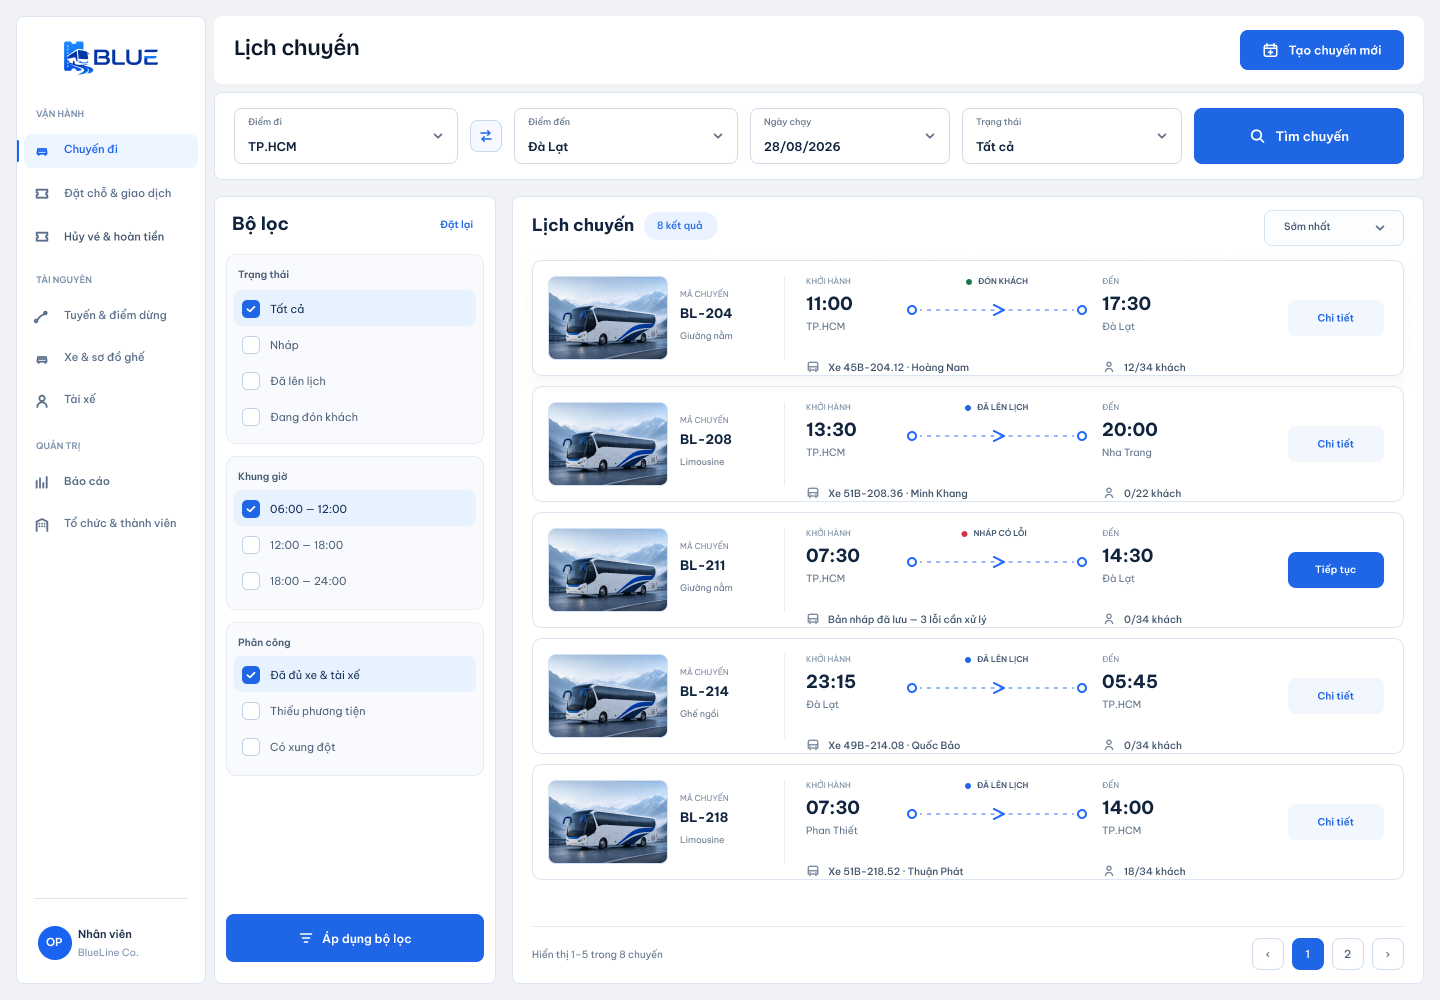 BLUE
VẬN HÀNH
Chuyến đi
Đặt chỗ & giao dịch
Hủy vé & hoàn tiền
TÀI NGUYÊN
Tuyến & điểm dừng
Xe & sơ đồ ghế
Tài xế
QUẢN TRỊ
Báo cáo
Tổ chức & thành viên
OP
Nhân viên
BlueLine Co.
Lịch chuyến
Tạo chuyến mới
Điểm đi
TP.HCM
Điểm đến
Đà Lạt
Ngày chạy
28/08/2026
Trạng thái
Tất cả
Tìm chuyến
Bộ lọc
Đặt lại
Trạng thái
Tất cả
Nháp
Đã lên lịch
Đang đón khách
Khung giờ
06:00 — 12:00
12:00 — 18:00
18:00 — 24:00
Phân công
Đã đủ xe & tài xế
Thiếu phương tiện
Có xung đột
Áp dụng bộ lọc
Lịch chuyến
8 kết quả
Sớm nhất
MÃ CHUYẾN
BL-204
Giường nằm
KHỞI HÀNH
11:00
TP.HCM
ĐÓN KHÁCH
ĐẾN
17:30
Đà Lạt
Xe 45B-204.12 · Hoàng Nam
12/34 khách
Chi tiết
MÃ CHUYẾN
BL-208
Limousine
KHỞI HÀNH
13:30
TP.HCM
ĐÃ LÊN LỊCH
ĐẾN
20:00
Nha Trang
Xe 51B-208.36 · Minh Khang
0/22 khách
Chi tiết
MÃ CHUYẾN
BL-211
Giường nằm
KHỞI HÀNH
07:30
TP.HCM
NHÁP CÓ LỖI
ĐẾN
14:30
Đà Lạt
Bản nháp đã lưu — 3 lỗi cần xử lý
0/34 khách
Tiếp tục
MÃ CHUYẾN
BL-214
Ghế ngồi
KHỞI HÀNH
23:15
Đà Lạt
ĐÃ LÊN LỊCH
ĐẾN
05:45
TP.HCM
Xe 49B-214.08 · Quốc Bảo
0/34 khách
Chi tiết
MÃ CHUYẾN
BL-218
Limousine
KHỞI HÀNH
07:30
Phan Thiết
ĐÃ LÊN LỊCH
ĐẾN
14:00
TP.HCM
Xe 51B-218.52 · Thuận Phát
18/34 khách
Chi tiết
Hiển thị 1–5 trong 8 chuyến
‹ 1 2 ›